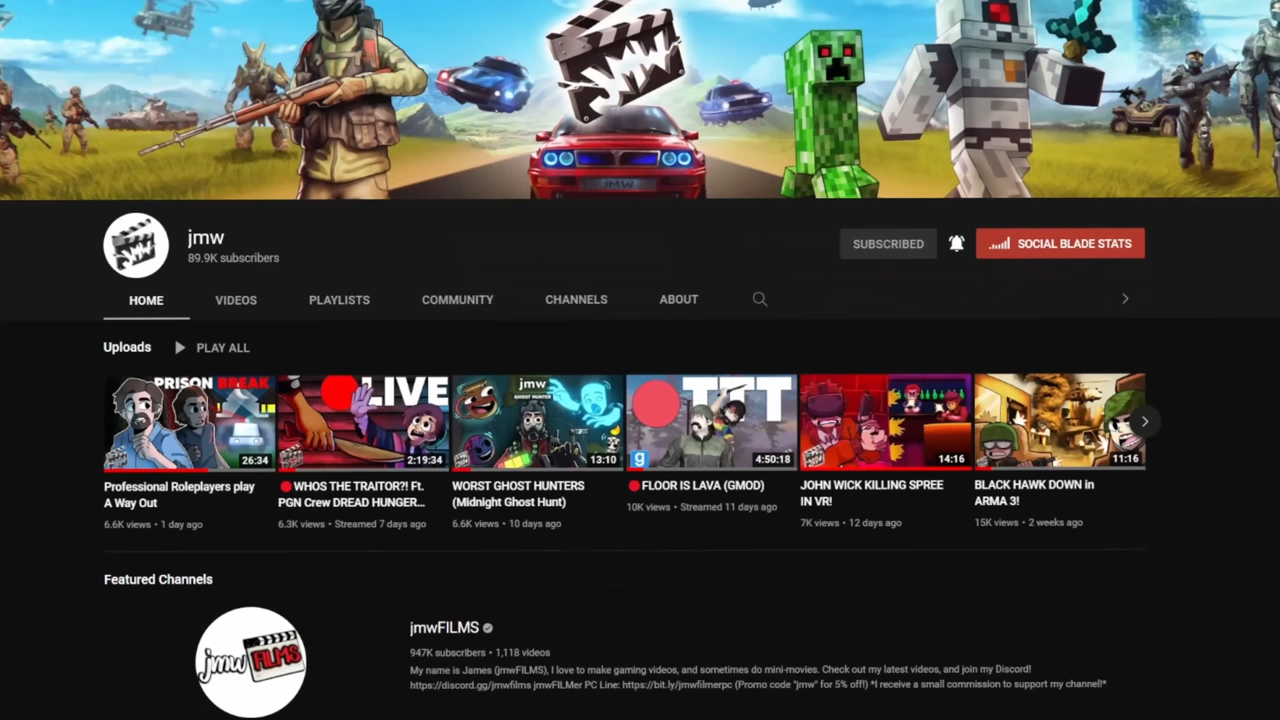 JMW
jmw
89.9K subscribers
SUBSCRIBED
SOCIAL BLADE STATS
HOME
VIDEOS
PLAYLISTS
COMMUNITY
CHANNELS
ABOUT
Uploads
PLAY ALL
PRISON BREAK
26:34
LIVE
2:19:34
jmw
GHOST HUNTER
13:10
TTT
g
4:50:18
14:16
11:16
Professional Roleplayers play
A Way Out
6.6K views • 1 day ago
WHOS THE TRAITOR?! Ft.
PGN Crew DREAD HUNGER...
6.3K views • Streamed 7 days ago
WORST GHOST HUNTERS
(Midnight Ghost Hunt)
6.6K views • 10 days ago
FLOOR IS LAVA (GMOD)
10K views • Streamed 11 days ago
JOHN WICK KILLING SPREE
IN VR!
7K views • 12 days ago
BLACK HAWK DOWN in
ARMA 3!
15K views • 2 weeks ago
Featured Channels
jmw FILMS
jmwFILMS
947K subscribers • 1,118 videos
My name is James (jmwFILMS), I love to make gaming videos, and sometimes do mini-movies. Check out my latest videos, and join my Discord!
https://discord.gg/jmwfilms jmwFILMer PC Line: https://bit.ly/jmwfilmerpc (Promo code "jmw" for 5% off!) *I receive a small commission to support my channel!*